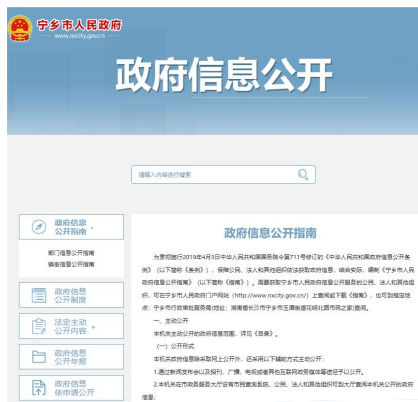 宁乡市人民政府
www.nxcity.gov.cn
政府信息公开
请输入内容进行搜索
政府信息
公开指南 -
部门信息公开指南
镇街信息公开指南
政府信息
公开制度
法定主动
公开内容 +
政府信息
公开年报
政府信息
依申请公开
政府信息公开指南
为贯彻施行2019年4月3日中华人民共和国国务院令第711号修订的《中华人民共和国政府信息公开条
例》（以下简称《条例》），保障公民、法人和其他组织依法获取政府信息，结合实际，编制《宁乡市人民
政府信息公开指南》（以下简称《指南》）。需要获取宁乡市人民政府信息公开服务的公民、法人和其他组
织，可在宁乡市人民政府门户网站（http://www.nxcity.gov.cn/）上查阅或下载《指南》，也可到指定地
点：宁乡市行政审批服务局(地址：湖南省长沙市宁乡市玉潭街道花明北路市民之家)查阅。
一、主动公开
本机关主动公开的政府信息范围，详见《目录》。
（一）公开形式
本机关政府信息除采取网上公开外，还采用以下辅助方式主动公开：
1.通过新闻发布会以及报刊、广播、电视或者其他互联网政务媒体等途径予以公开。
2.本机关在市政务服务大厅设有市民查询系统，公民、法人和其他组织可到大厅查阅本机关公开的政府
信息；